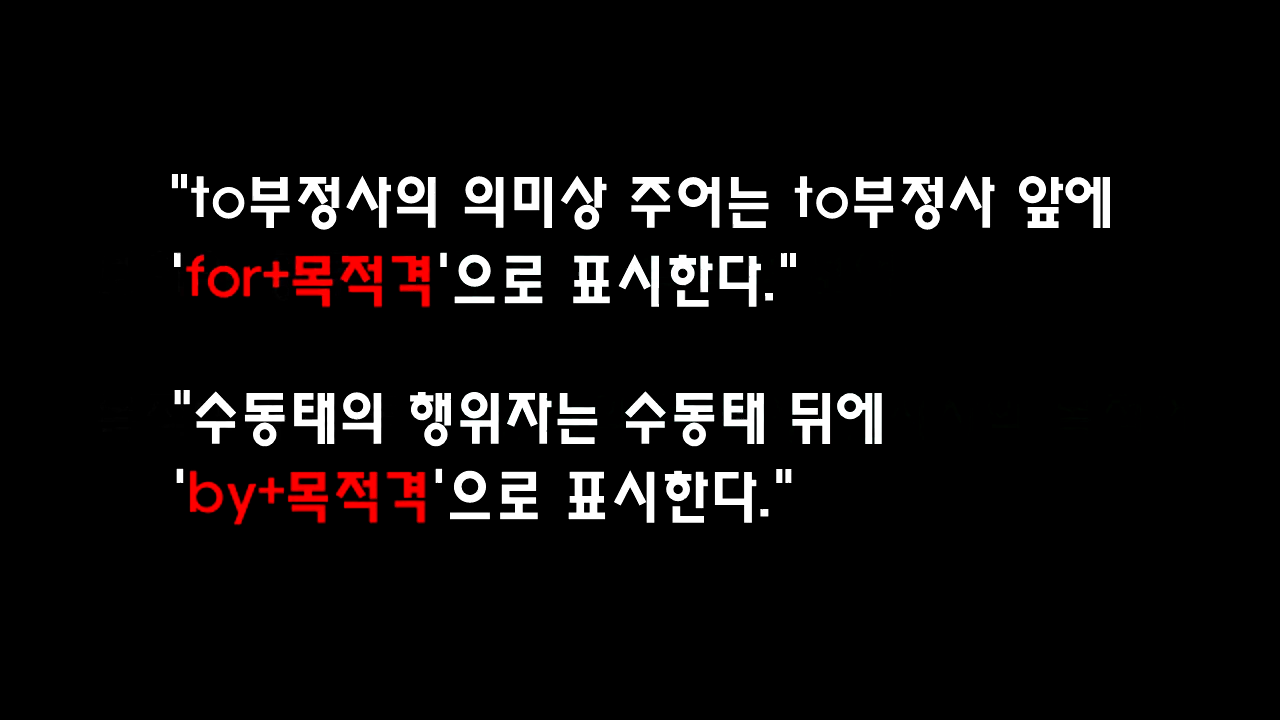 "to부정사의 의미상 주어는 to부정사 앞에
'for+목적격'으로 표시한다."
"수동태의 행위자는 수동태 뒤에
'by+목적격'으로 표시한다."